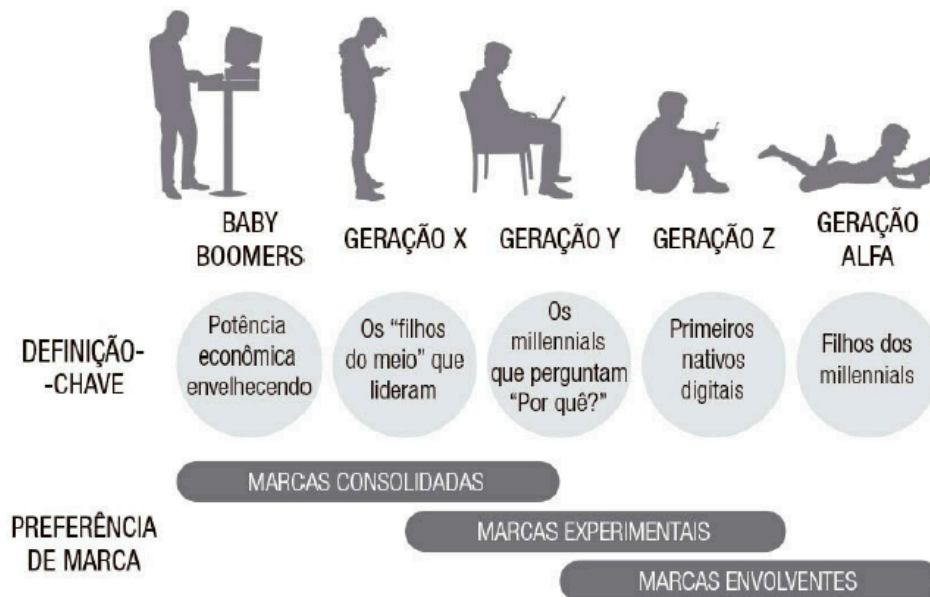 BABY
BOOMERS
GERAÇÃO X
GERAÇÃO Y
GERAÇÃO Z
GERAÇÃO
ALFA
DEFINIÇÃO-
-CHAVE
Potência
econômica
envelhecendo
Os “filhos
do meio” que
lideram
Os
millennials
que perguntam
“Por quê?”
Primeiros
nativos
digitais
Filhos dos
millennials
PREFERÊNCIA
DE MARCA
MARCAS CONSOLIDADAS
MARCAS EXPERIMENTAIS
MARCAS ENVOLVENTES